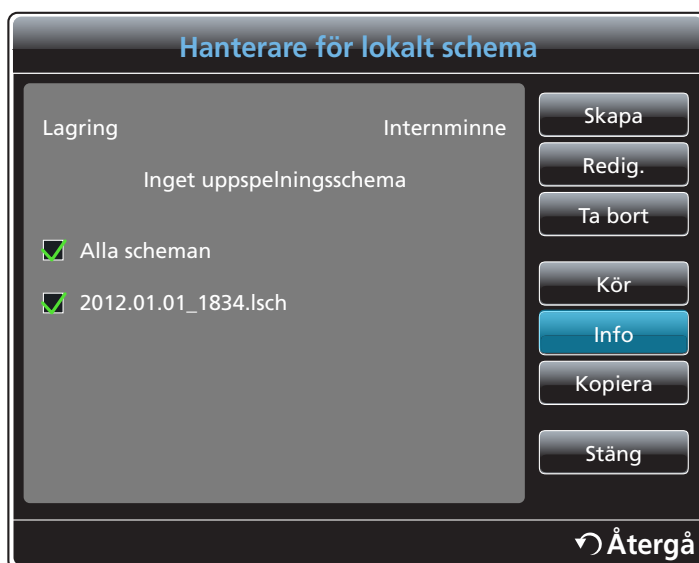 Hanterare för lokalt schema
Lagring Internminne
Inget uppspelningsschema
Alla scheman
2012.01.01_1834.lsch
Skapa
Redig.
Ta bort
Kör
Info
Kopiera
Stäng
Återgå